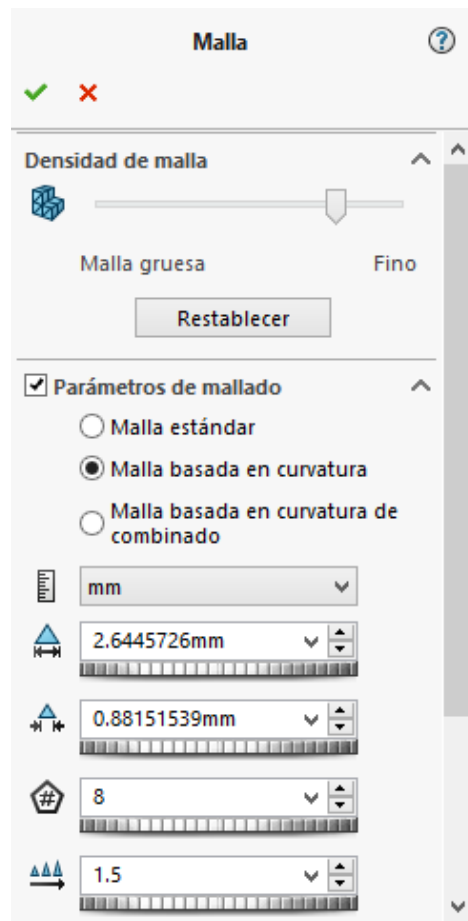 Malla
?
Densidad de malla
Malla gruesa Fino
Restablecer
Parámetros de mallado
Malla estándar
Malla basada en curvatura
Malla basada en curvatura de
combinado
mm
2.6445726mm
0.88151539mm
#
8
1.5